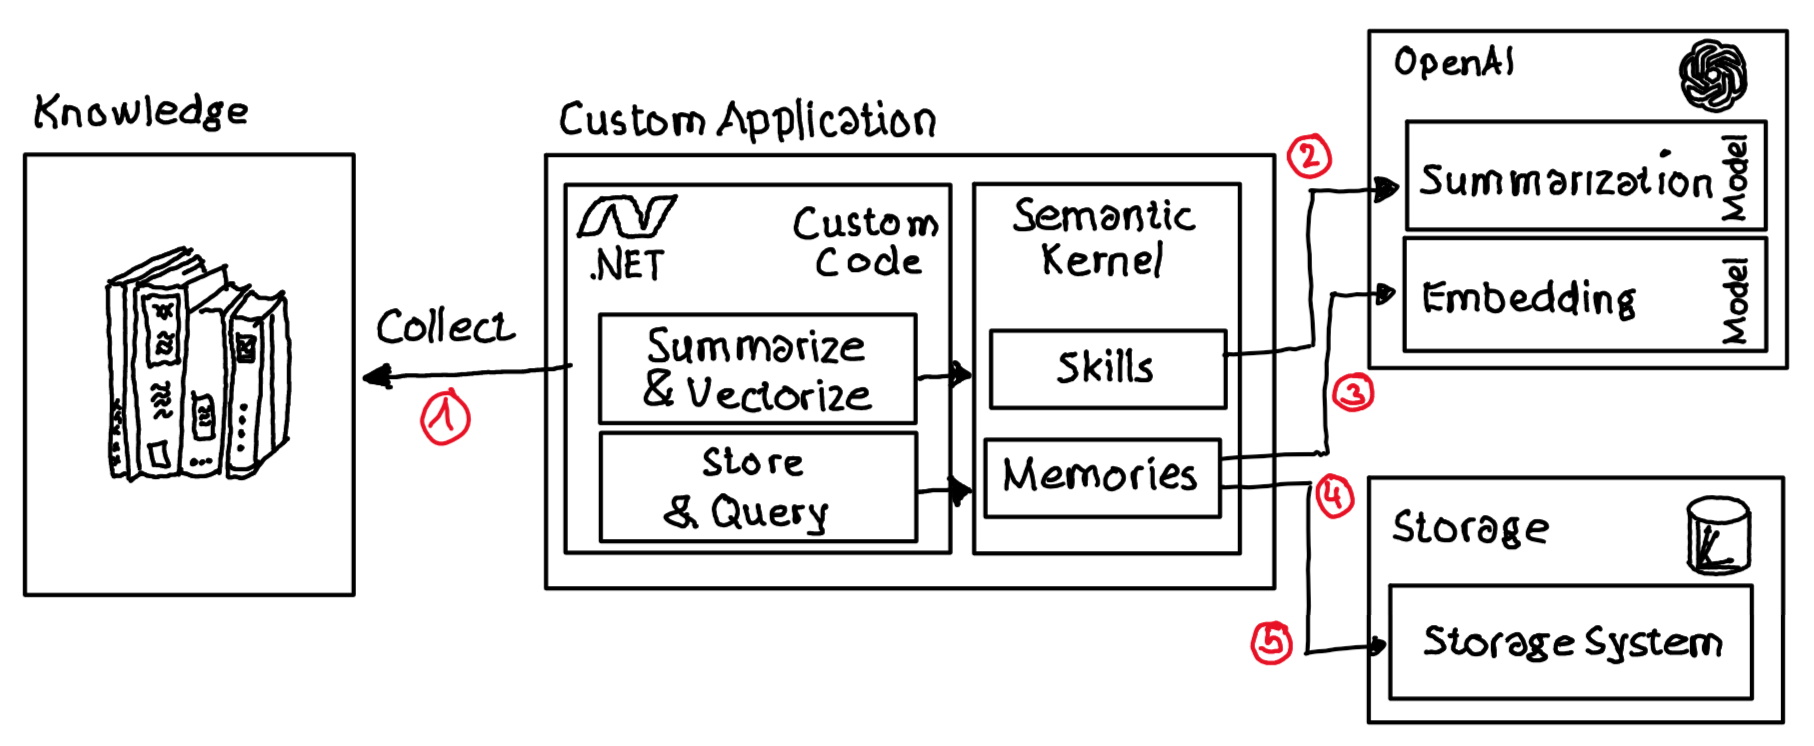 Knowledge
Collect
1
Custom Application
.NET
Custom
Code
Summarize
& Vectorize
Store
& Query
Semantic
Kernel
Skills
Memories
2
3
4
5
OpenAI
Summarization
Model
Embedding
Model
Storage
Storage System